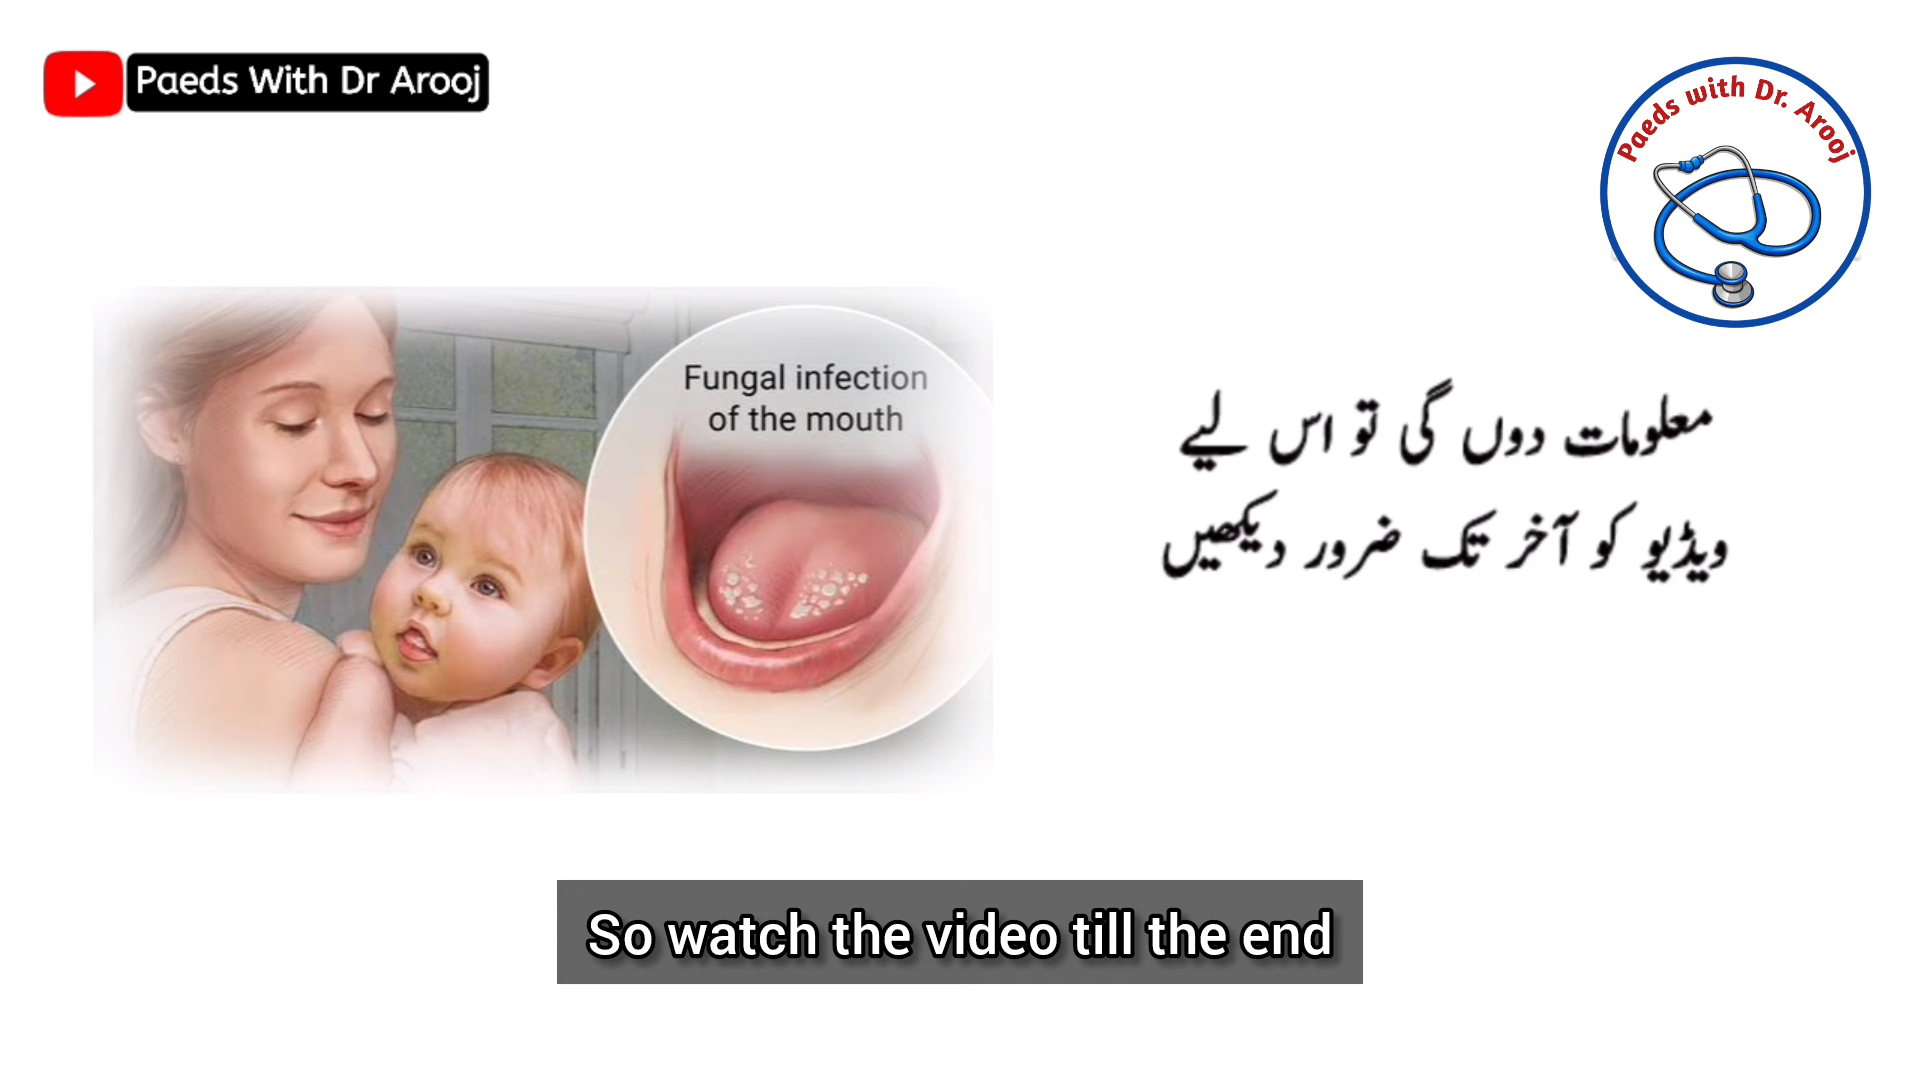 Paeds With Dr Arooj
Paeds with Dr. Arooj
Fungal infection
of the mouth
معلومات دوں گی تو اس لیے
ویڈیو کو آخر تک ضرور دیکھیں
So watch the video till the end